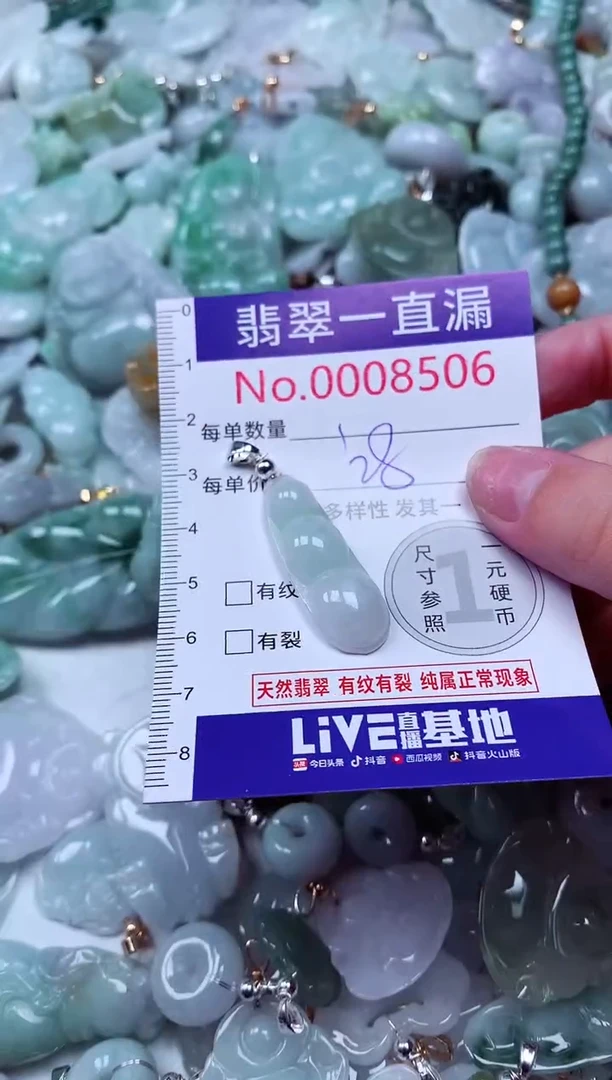 0
翡翠一直漏
1
No.0008506
2
每单数量
28
3
每单价
多样性 发其一
4
5
有纹
6
有裂
尺寸参照
1
一元硬币
天然翡翠 有纹有裂 纯属正常现象
7
LiVE直播基地
8
头条 今日头条 抖音 西瓜视频 抖音火山版